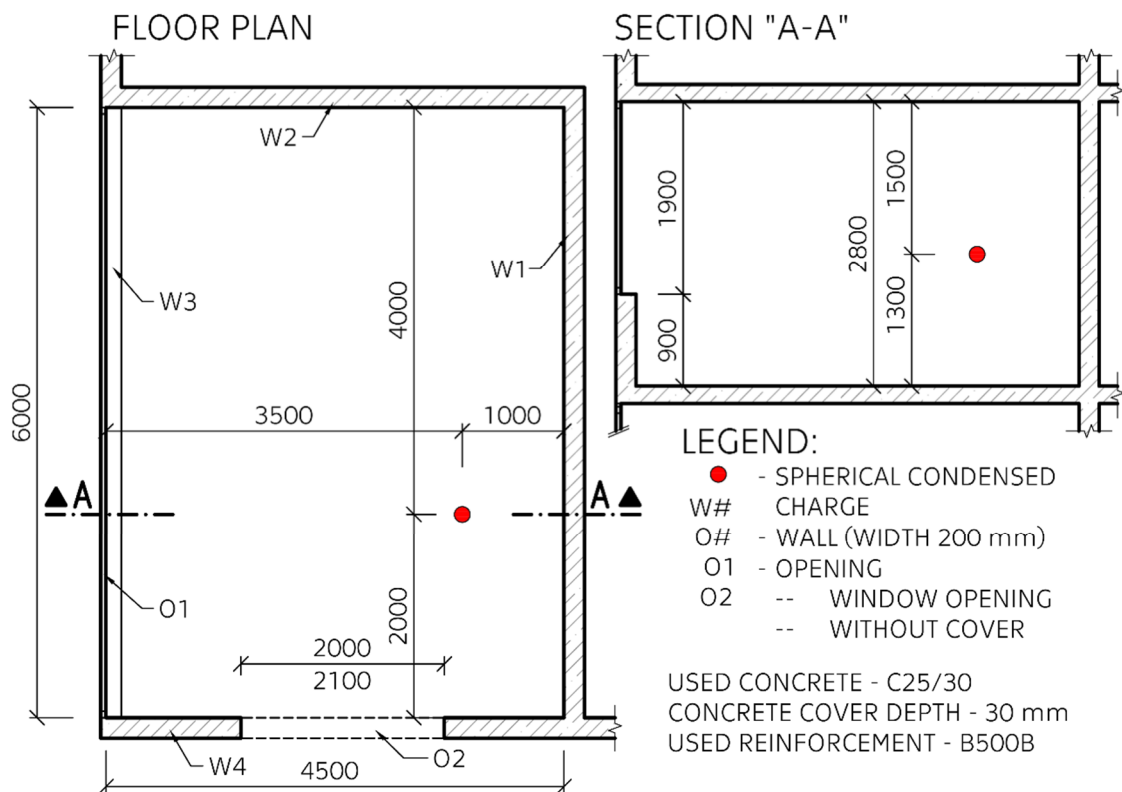 FLOOR PLAN
W2
W1
W3
4000
6000
3500
1000
A
A
O1
2000
2000
2100
W4
O2
4500
SECTION "A-A"
1900
2800
1500
1300
900
LEGEND:
- SPHERICAL CONDENSED
W# CHARGE
O# - WALL (WIDTH 200 mm)
O1 - OPENING
O2 -- WINDOW OPENING
-- WITHOUT COVER
USED CONCRETE - C25/30
CONCRETE COVER DEPTH - 30 mm
USED REINFORCEMENT - B500B